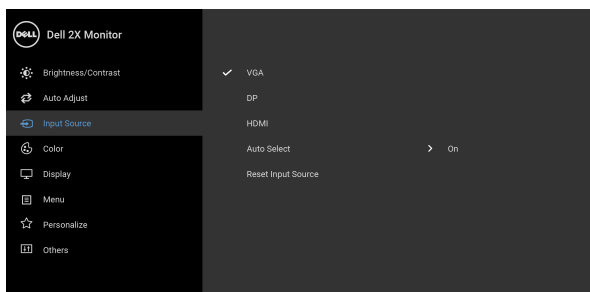 DELL Dell 2X Monitor
Brightness/Contrast
Auto Adjust
Input Source
Color
Display
Menu
Personalize
Others
VGA
DP
HDMI
Auto Select On
Reset Input Source